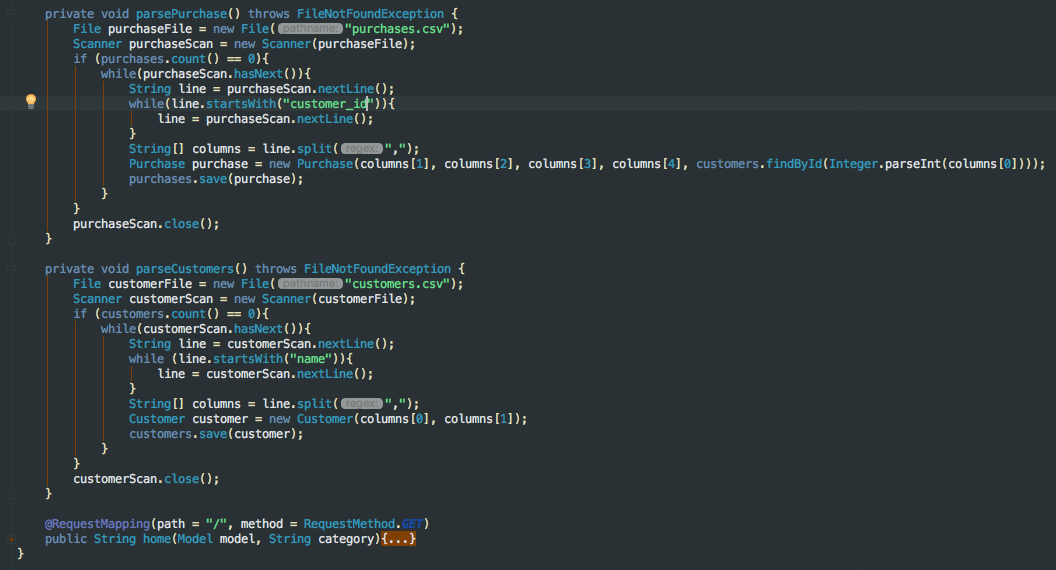 private void parsePurchase() throws FileNotFoundException {
File purchaseFile = new File( pathname: "purchases.csv");
Scanner purchaseScan = new Scanner(purchaseFile);
if (purchases.count() == 0){
while(purchaseScan.hasNext()){
String line = purchaseScan.nextLine();
while(line.startsWith("customer_id")){
line = purchaseScan.nextLine();
}
String[] columns = line.split( regex: ",");
Purchase purchase = new Purchase(columns[1], columns[2], columns[3], columns[4], customers.findById(Integer.parseInt(columns[0])));
purchases.save(purchase);
}
}
purchaseScan.close();
}
private void parseCustomers() throws FileNotFoundException {
File customerFile = new File( pathname: "customers.csv");
Scanner customerScan = new Scanner(customerFile);
if (customers.count() == 0){
while(customerScan.hasNext()){
String line = customerScan.nextLine();
while (line.startsWith("name")){
line = customerScan.nextLine();
}
String[] columns = line.split( regex: ",");
Customer customer = new Customer(columns[0], columns[1]);
customers.save(customer);
}
}
customerScan.close();
}
@RequestMapping(path = "/", method = RequestMethod.GET)
public String home(Model model, String category){...}
}